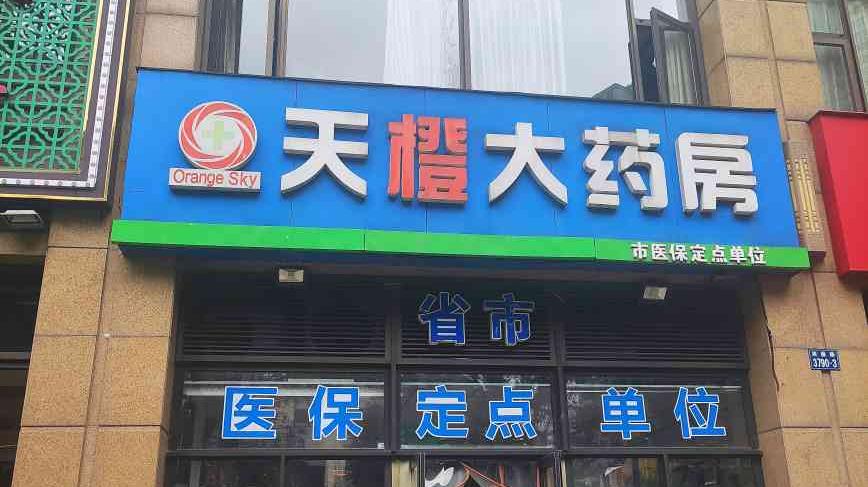 天橙大药房
Orange Sky
市医保定点单位
省市
医保定点单位
3790-3